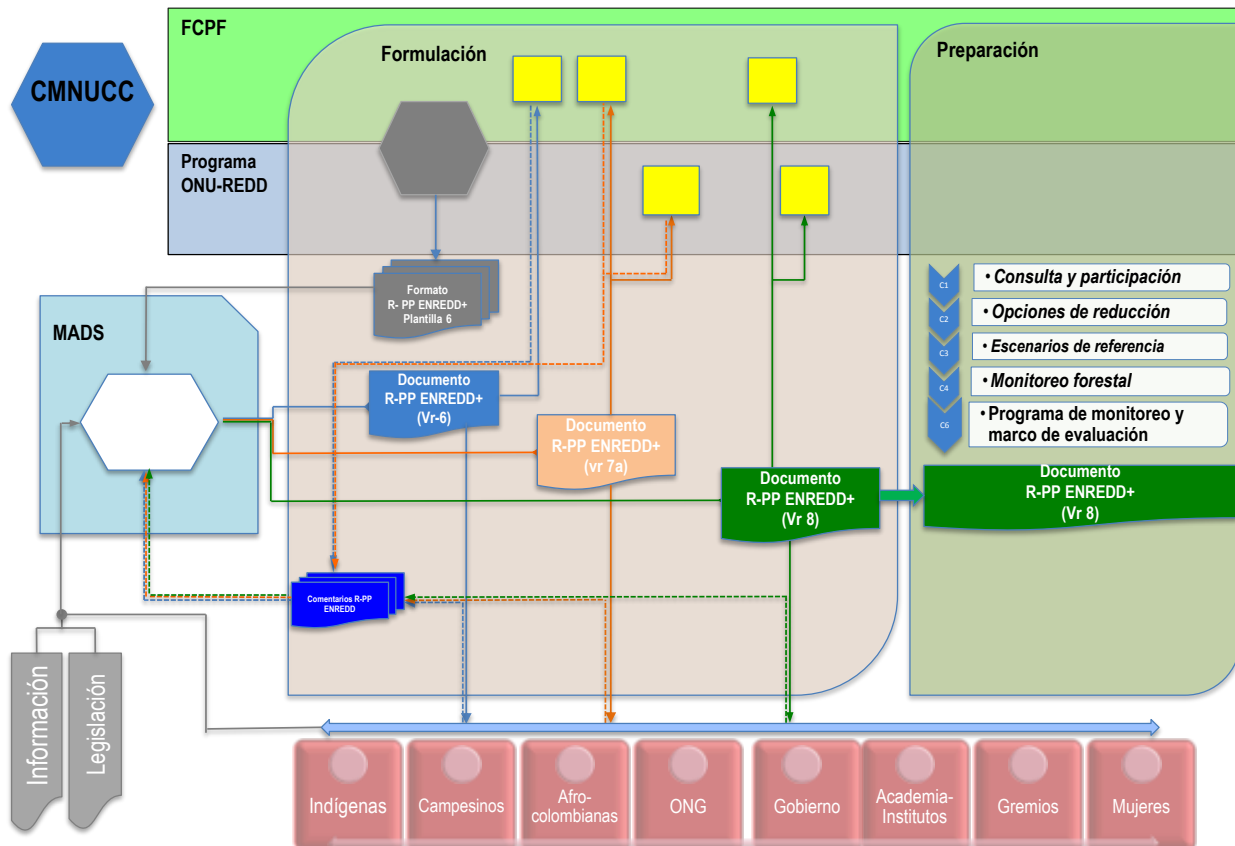 FCPF
Formulación
Preparación
CMNUCC
Programa
ONU-REDD
Formato
R- PP ENREDD+
Plantilla 6
MADS
C1
• Consulta y participación
C2
• Opciones de reducción
C3
• Escenarios de referencia
C4
• Monitoreo forestal
C6
• Programa de monitoreo y
marco de evaluación
Documento
R-PP ENREDD+
(Vr-6)
Documento
R-PP ENREDD+
(vr 7a)
Documento
R-PP ENREDD+
(Vr 8)
Documento
R-PP ENREDD+
(Vr 8)
Comentarios R-PP
ENREDD
Información
Legislación
Indígenas
Campesinos
Afro-
colombianas
ONG
Gobierno
Academia-
Institutos
Gremios
Mujeres